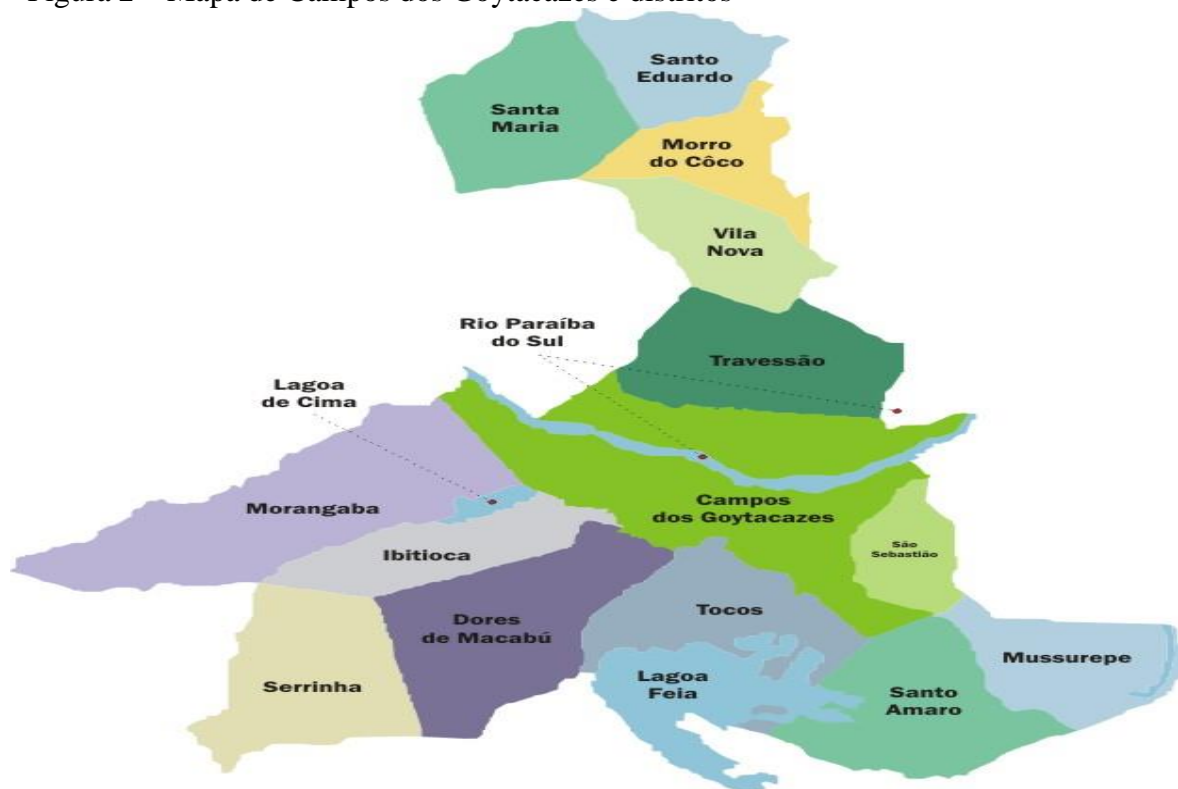 Figura 2 – Mapa de Campos dos Goytacazes e distritos
Santo
Eduardo
Santa
Maria
Morro
do Côco
Vila
Nova
Rio Paraíba
do Sul
Travessão
Lagoa
de Cima
Morangaba
Campos
dos Goytacazes
São
Sebastião
Ibitioca
Tocos
Dores
de Macabú
Mussurepe
Lagoa
Feia
Serrinha
Santo
Amaro